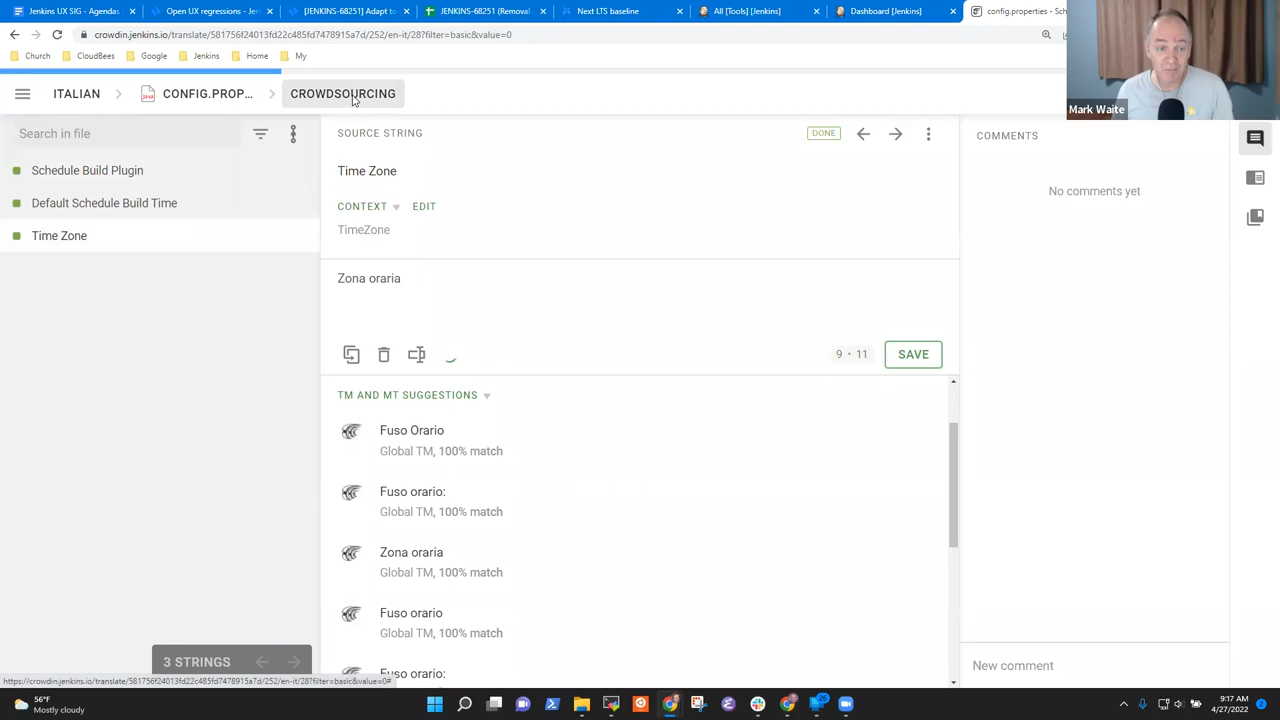 Jenkins UX SIG - Agendas
Open UX regressions - Jen
[JENKINS-68251] Adapt to
JENKINS-68251 (Removal
Next LTS baseline
All [Tools] [Jenkins]
Dashboard [Jenkins]
config.properties - Sch
crowdin.jenkins.io/translate/581756f24013fd22c485fd7478915a7d/252/en-it/28?filter=basic&value=0
Church
CloudBees
Google
Jenkins
Home
My
Mark Waite
ITALIAN
CONFIG.PROP...
CROWDSOURCING
Search in file
SOURCE STRING
DONE
COMMENTS
Schedule Build Plugin
Default Schedule Build Time
Time Zone
Time Zone
CONTEXT
EDIT
TimeZone
No comments yet
Zona oraria
9 • 11
SAVE
TM AND MT SUGGESTIONS
Fuso Orario
Global TM, 100% match
Fuso orario:
Global TM, 100% match
Zona oraria
Global TM, 100% match
Fuso orario
Global TM, 100% match
Fuso orario:
3 STRINGS
New comment
https://crowdin.jenkins.io/translate/581756f24013fd22c485fd7478915a7d/252/en-it/28?filter=basic&value=0#
56°F
Mostly cloudy
9:17 AM
4/27/2022